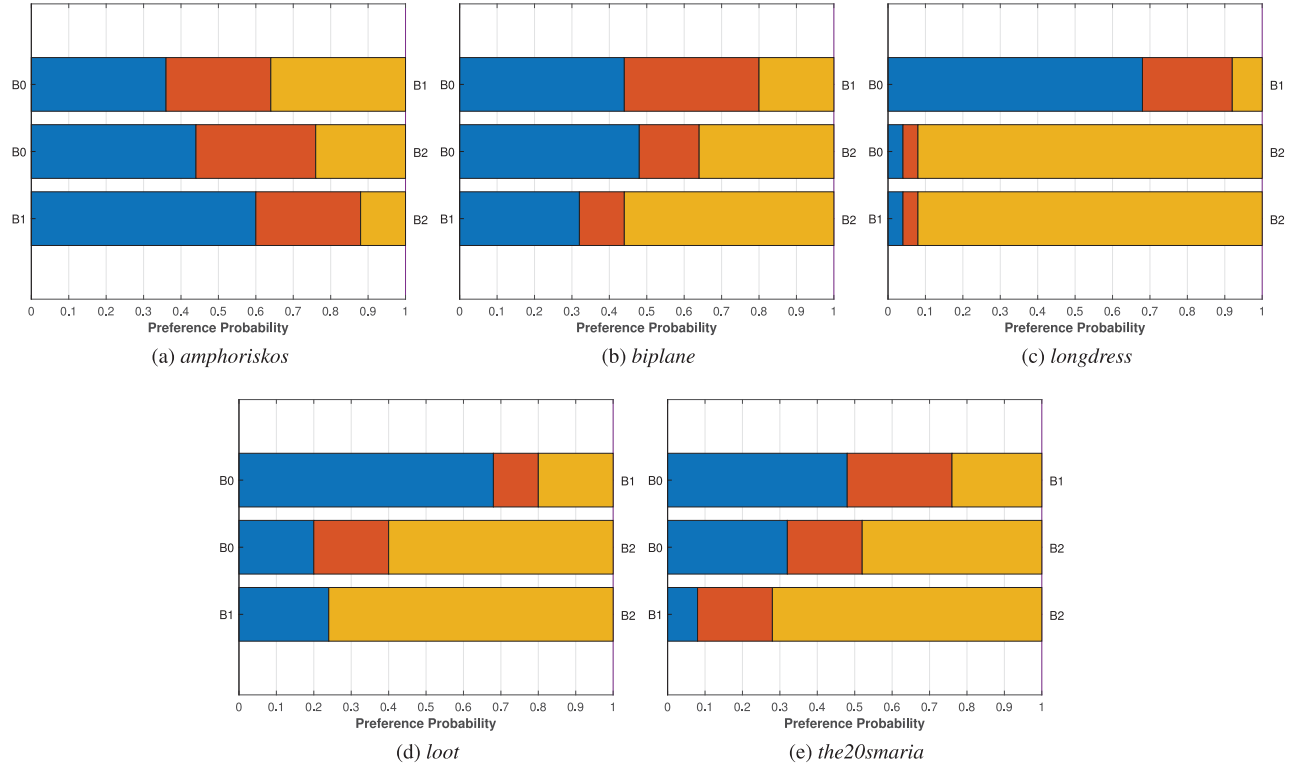 B0 B1 B0 B1 B0 B1
B0 B2 B0 B2 B0 B2
B1 B2 B1 B2 B1 B2
0 0.1 0.2 0.3 0.4 0.5 0.6 0.7 0.8 0.9 1 0 0.1 0.2 0.3 0.4 0.5 0.6 0.7 0.8 0.9 1 0 0.1 0.2 0.3 0.4 0.5 0.6 0.7 0.8 0.9 1
Preference Probability Preference Probability Preference Probability
(a) amphoriskos (b) biplane (c) longdress
B0 B1 B0 B1
B0 B2 B0 B2
B1 B2 B1 B2
0 0.1 0.2 0.3 0.4 0.5 0.6 0.7 0.8 0.9 1 0 0.1 0.2 0.3 0.4 0.5 0.6 0.7 0.8 0.9 1
Preference Probability Preference Probability
(d) loot (e) the20smaria